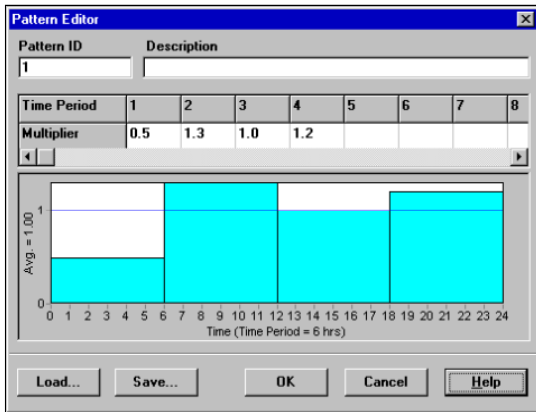 Pattern Editor
Pattern ID Description
1
Time Period 1 2 3 4 5 6 7 8
Multiplier 0.5 1.3 1.0 1.2
Avg. = 1.00
1
0
0 1 2 3 4 5 6 7 8 9 10 11 12 13 14 15 16 17 18 19 20 21 22 23 24
Time (Time Period = 6 hrs)
Load... Save... OK Cancel Help